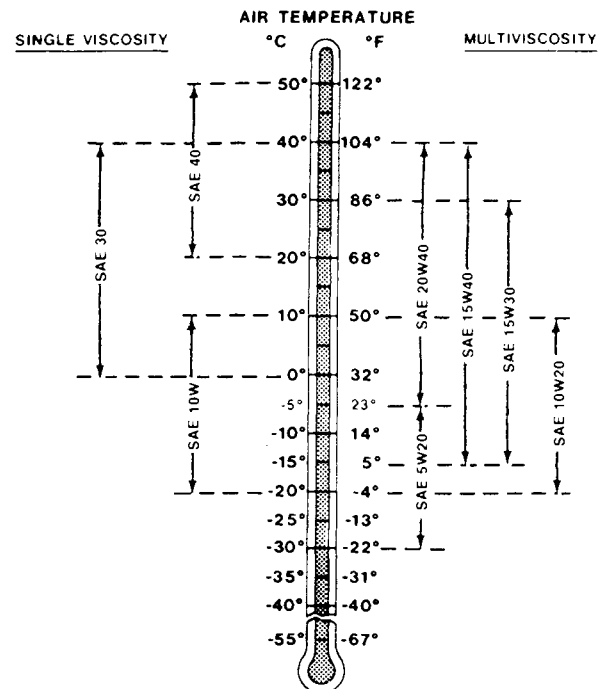 AIR TEMPERATURE
SINGLE VISCOSITY °C °F MULTIVISCOSITY
50° 122°
40° 104°
30° 86°
20° 68°
10° 50°
0° 32°
-5° 23°
-10° 14°
-15° 5°
-20° -4°
-25° -13°
-30° -22°
-35° -31°
-40° -40°
-55° -67°
SAE 30
SAE 40
SAE 10W
SAE 20W40
SAE 5W20
SAE 15W40
SAE 15W30
SAE 10W20